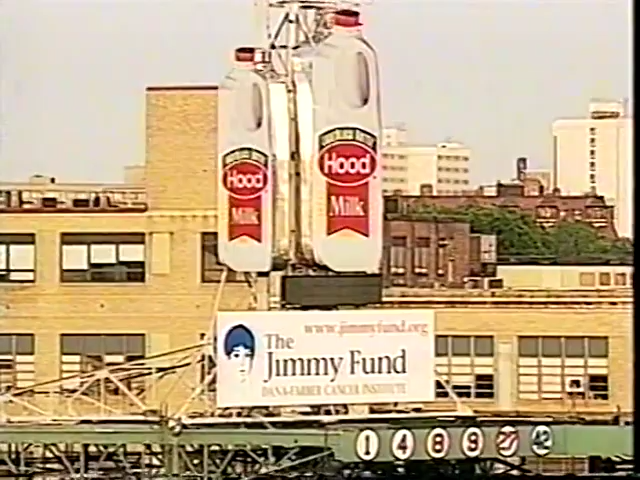 Hood
Milk
Hood
Milk
www.jimmyfund.org
The
Jimmy Fund
DANA-FARBER CANCER INSTITUTE
1 4 8 9 27 42